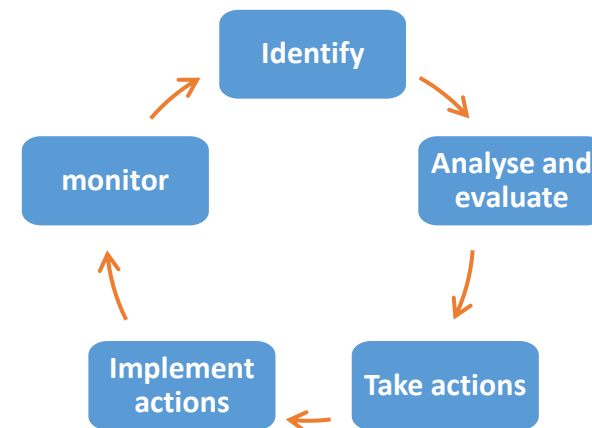 Identify
Analyse and
evaluate
Take actions
Implement
actions
monitor